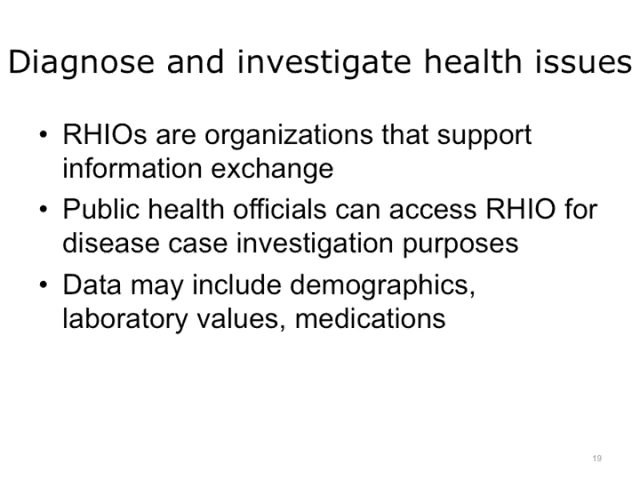 Diagnose and investigate health issues
• RHIOs are organizations that support
information exchange
• Public health officials can access RHIO for
disease case investigation purposes
• Data may include demographics,
laboratory values, medications
19